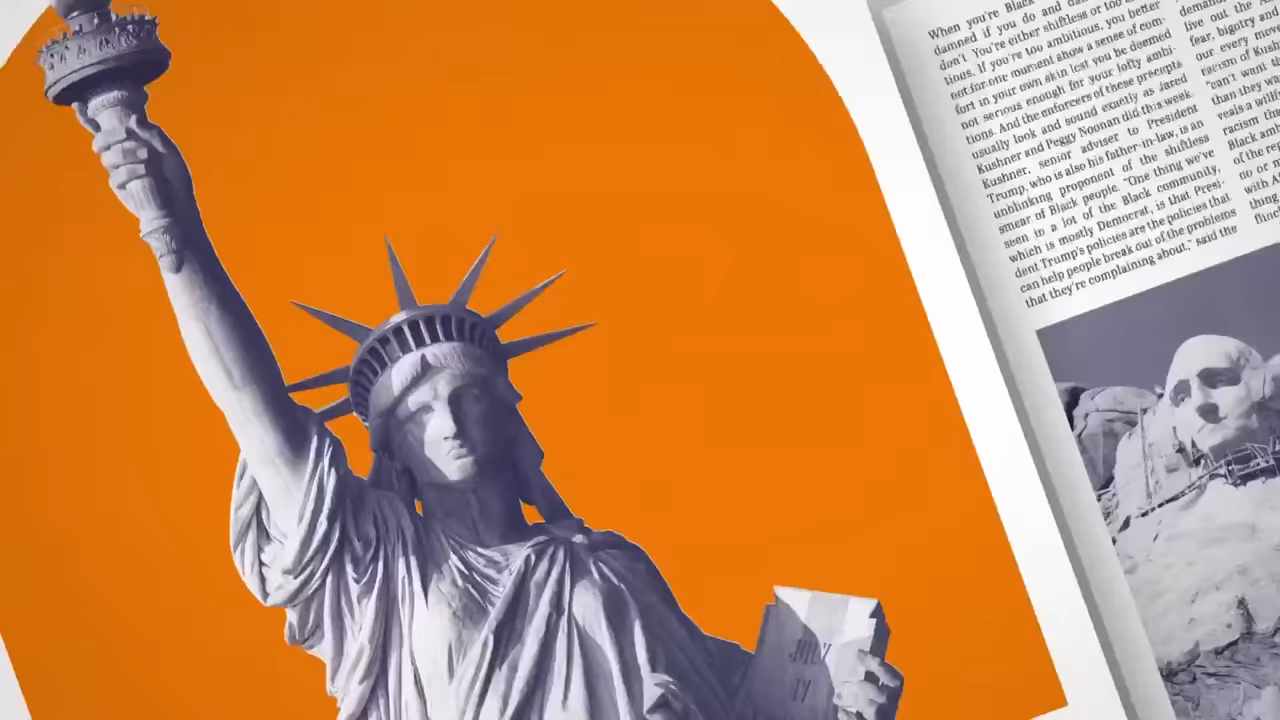 When you're Black
damned if you do and
don't. You're either shiftless or too
tious. If you're too ambitious, you better
not for one moment show a sense of com-
fort in your own skin lest you be deemed
not serious enough for your lofty ambi-
tions. And the enforcers of these precepts
usually look and sound exactly as Jared
Kushner and Peggy Noonan did this week.
Kushner, senior adviser to President
Trump, who is also his father-in-law, is an
unblinking proponent of the shiftless
smear of Black people. "One thing we've
seen in a lot of the Black community,
which is mostly Democrat, is that Presi-
dent Trump's policies are the policies that
can help people break out of the problems
that they're complaining about," said the
live out the
fear, bigotry and
our every move
racism of Kush
"can't want th
than they wa
veals a willfu
racism tha
Black amb
of the rep
no or n
with A
thing
JULY
IV